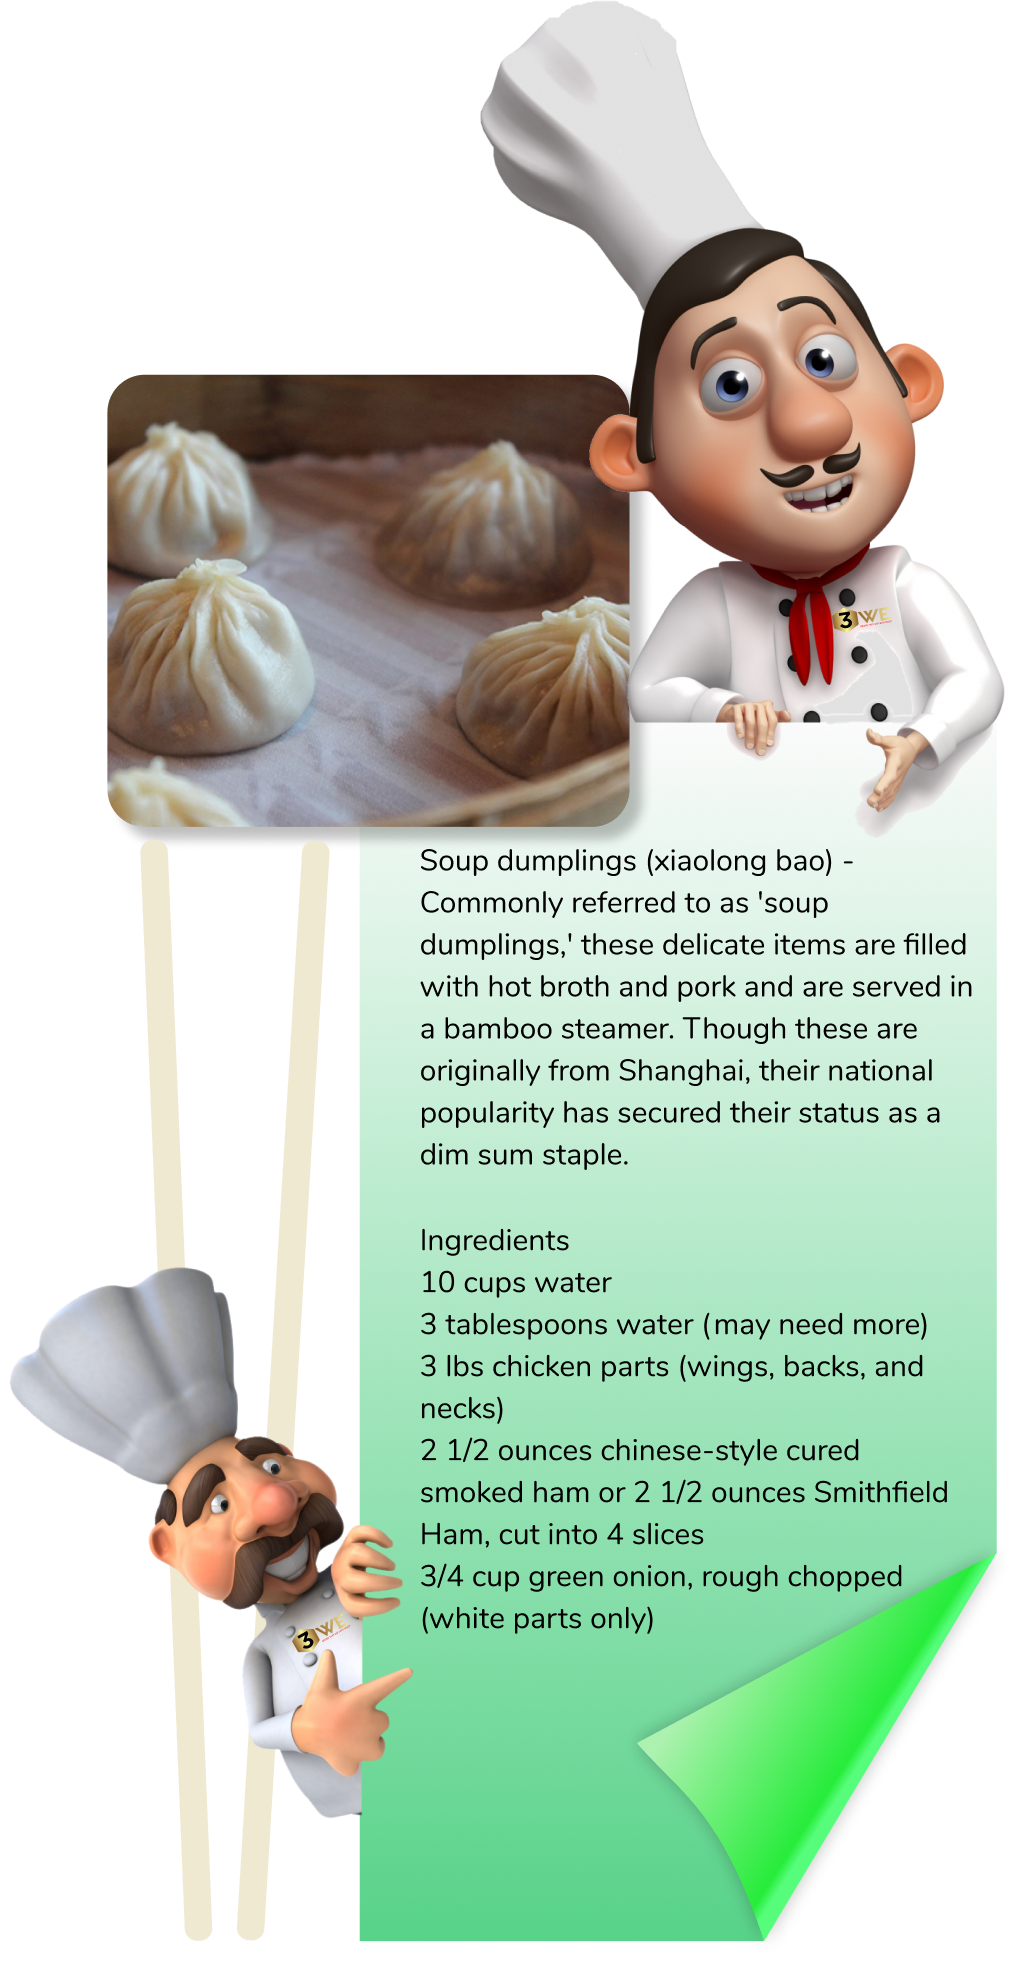 3WE
Soup dumplings (xiaolong bao) -
Commonly referred to as 'soup
dumplings,' these delicate items are filled
with hot broth and pork and are served in
a bamboo steamer. Though these are
originally from Shanghai, their national
popularity has secured their status as a
dim sum staple.
Ingredients
10 cups water
3 tablespoons water (may need more)
3 lbs chicken parts (wings, backs, and
necks)
2 1/2 ounces chinese-style cured
smoked ham or 2 1/2 ounces Smithfield
Ham, cut into 4 slices
3/4 cup green onion, rough chopped
(white parts only)
3WE